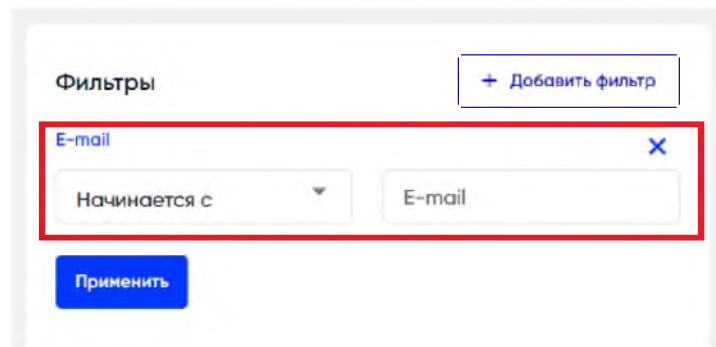 Фильтры
+ Добавить фильтр
E-mail
Начинается с
E-mail
Применить